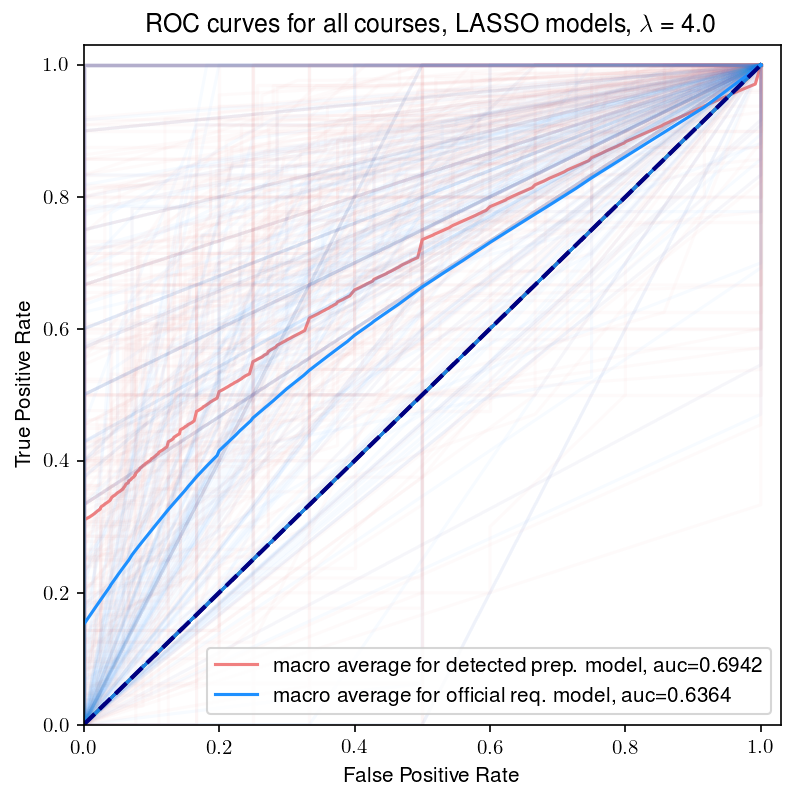 ROC curves for all courses, LASSO models, λ = 4.0
True Positive Rate
1.0
0.8
0.6
0.4
0.2
0.0
macro average for detected prep. model, auc=0.6942
macro average for official req. model, auc=0.6364
0.0 0.2 0.4 0.6 0.8 1.0
False Positive Rate